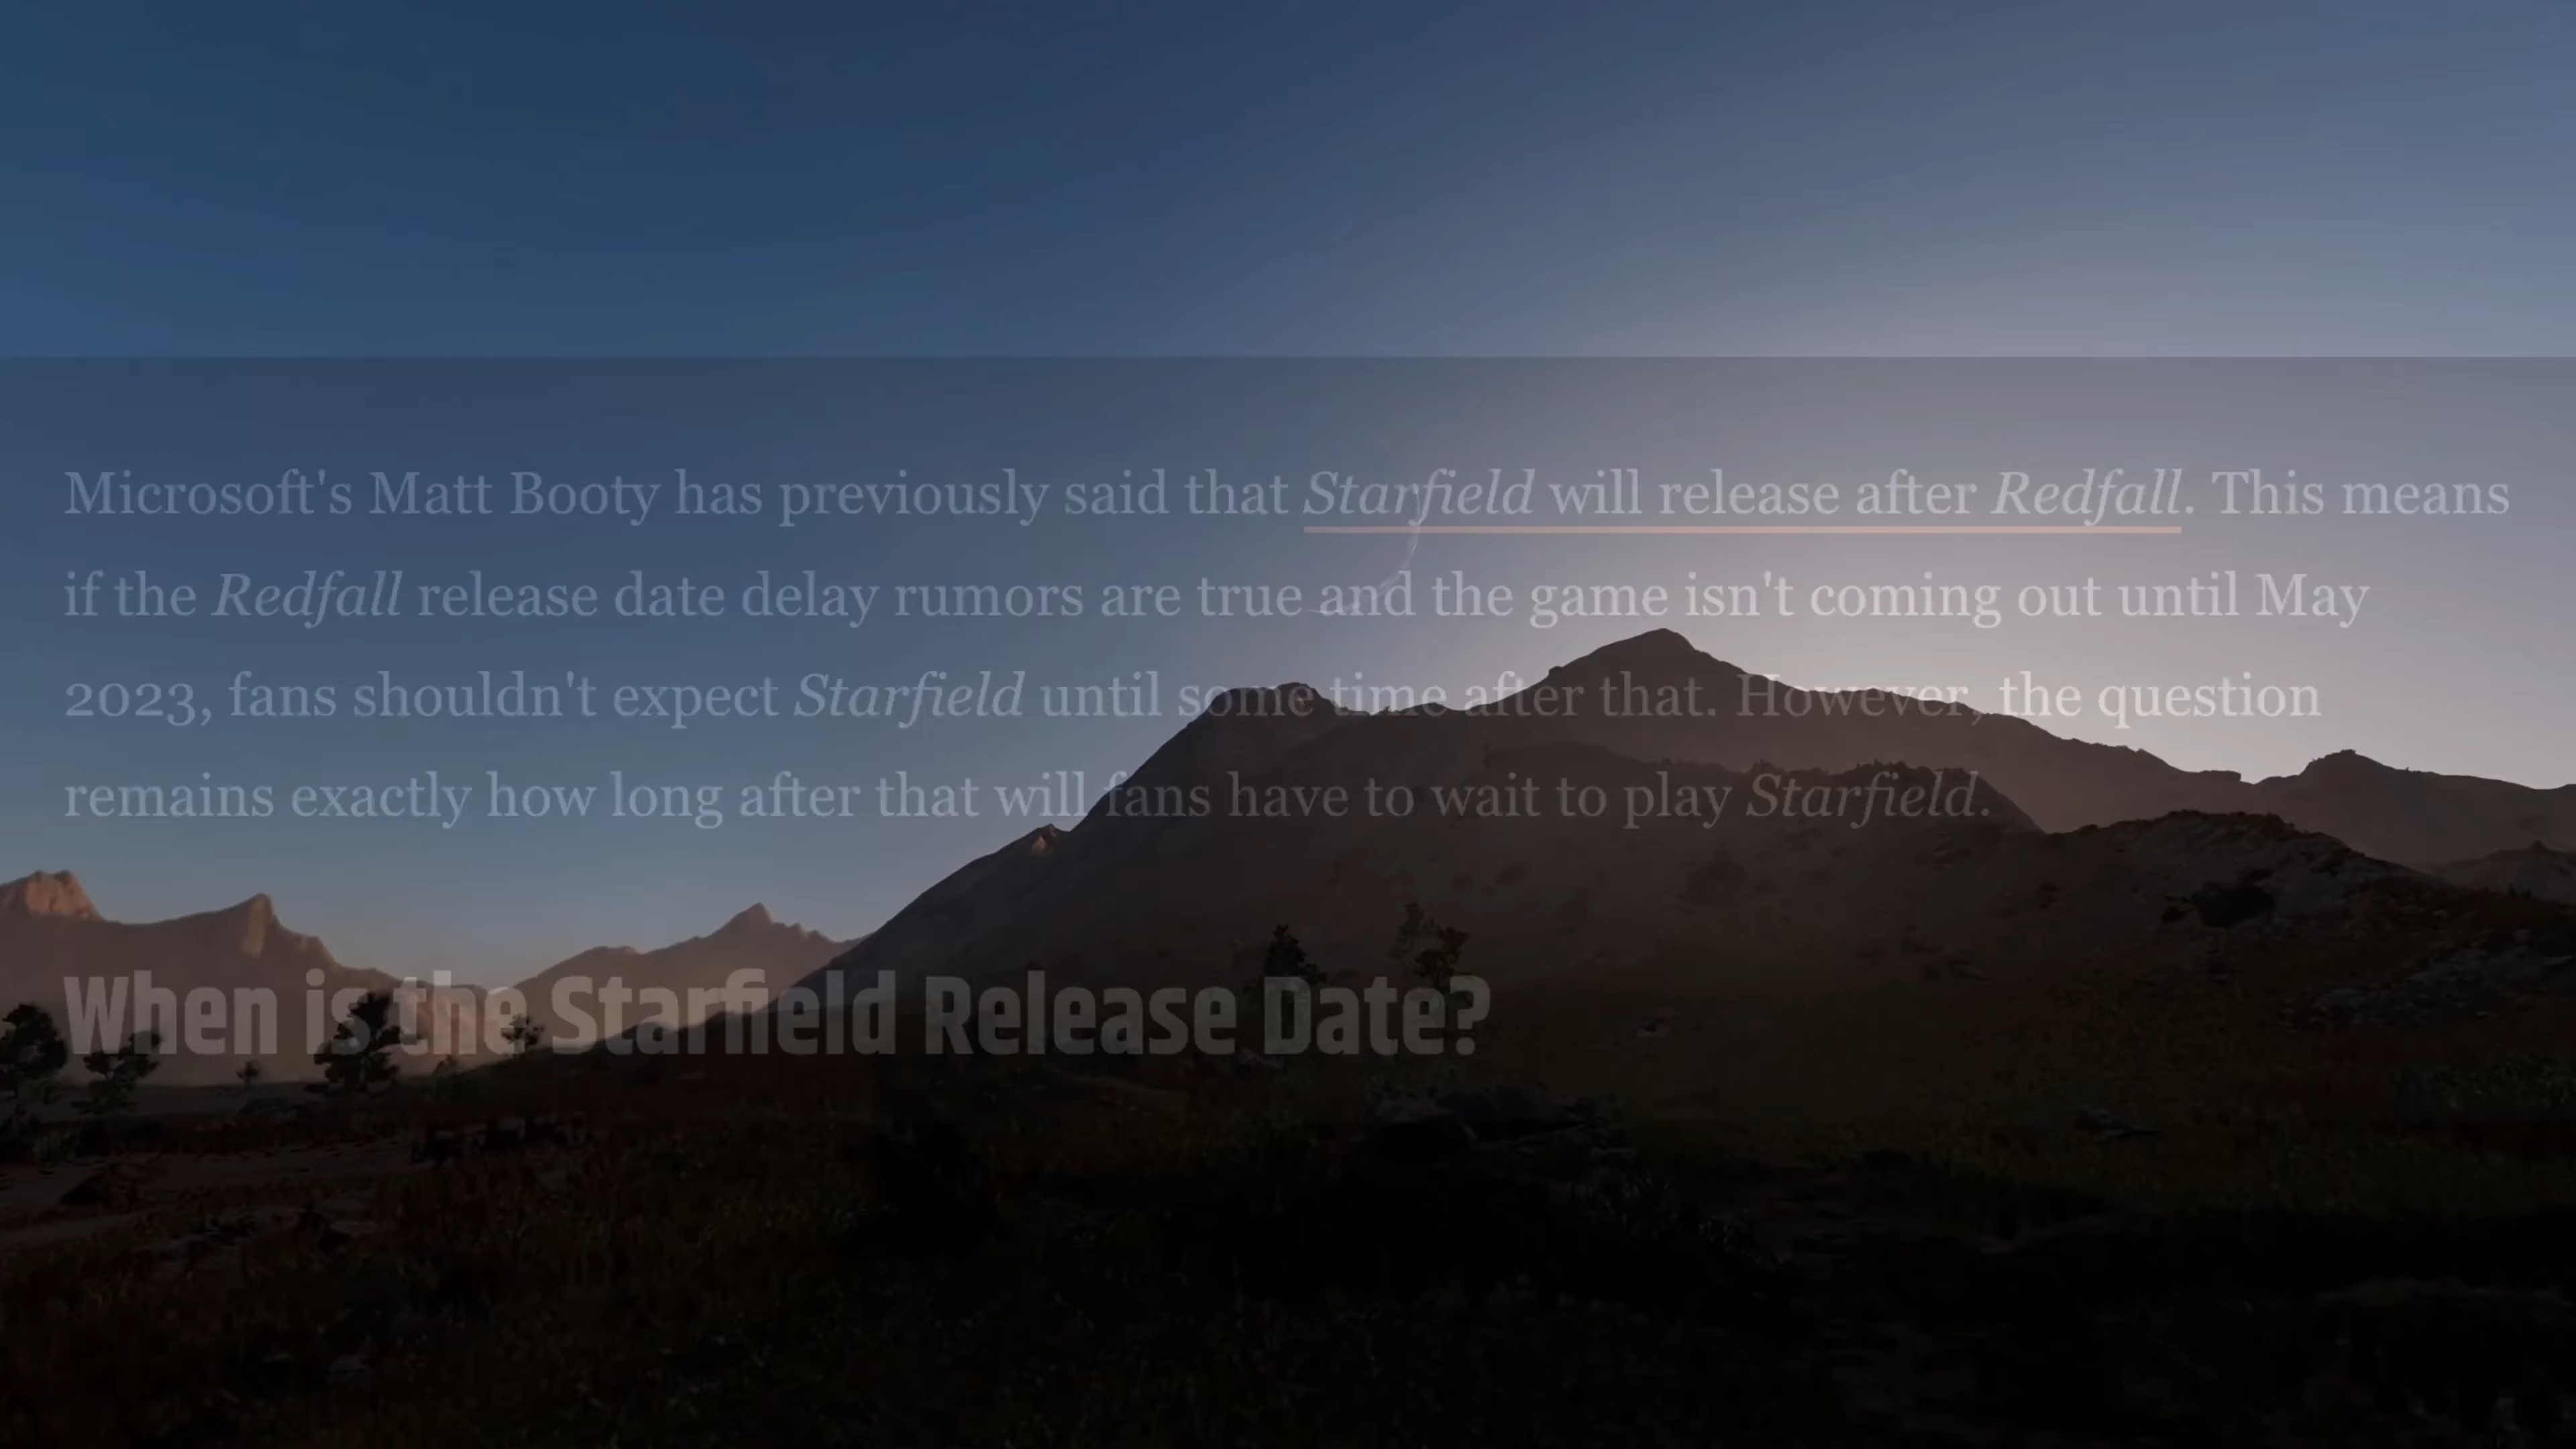 Microsoft's Matt Booty has previously said that Starfield will release after Redfall. This means
if the Redfall release date delay rumors are true and the game isn't coming out until May
2023, fans shouldn't expect Starfield until some time after that. However, the question
remains exactly how long after that will fans have to wait to play Starfield.
When is the Starfield Release Date?